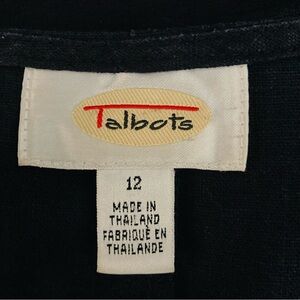 Talbots
12
MADE IN
THAILAND
FABRIQUÉ EN
THAILANDE